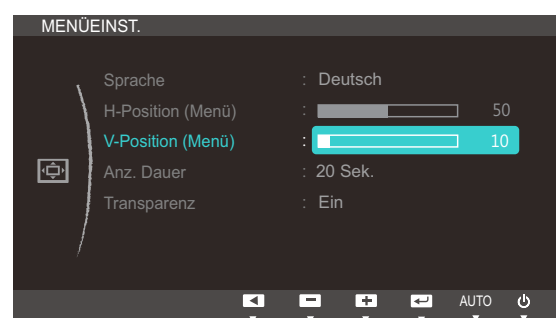 MENÜEINST.
Sprache : Deutsch
H-Position (Menü) : 50
V-Position (Menü) : 10
Anz. Dauer : 20 Sek.
Transparenz : Ein
AUTO